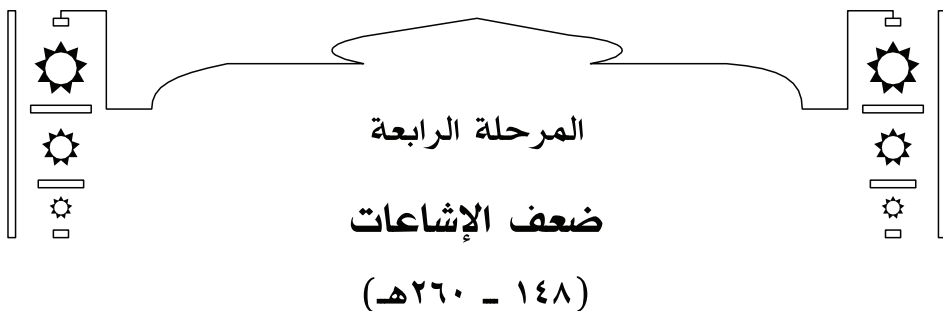 المرحلة الرابعة
ضعف الإشاعات
(١٤٨ ـ ٢٦٠هـ)